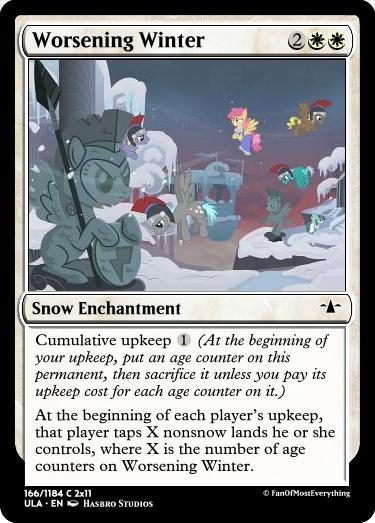 Worsening Winter 2
Snow Enchantment
Cumulative upkeep 1 (At the beginning of
your upkeep, put an age counter on this
permanent, then sacrifice it unless you pay its
upkeep cost for each age counter on it.)
At the beginning of each player's upkeep,
that player taps X nonsnow lands he or she
controls, where X is the number of age
counters on Worsening Winter.
166/1184 C 2x11 © FanOfMostEverything
ULA • EN Hasbro Studios